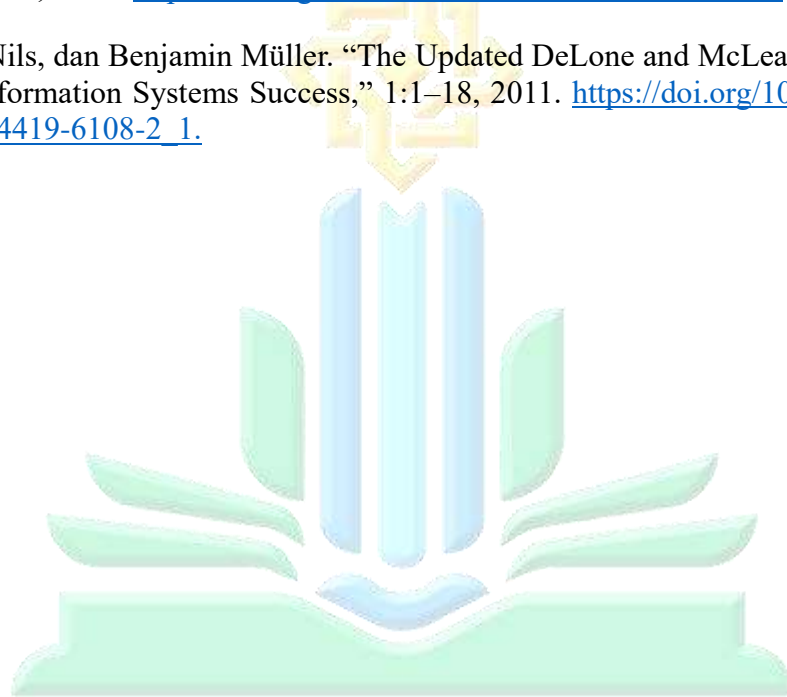 Nils, dan Benjamin Müller. “The Updated DeLone and McLea
formation Systems Success,” 1:1–18, 2011. https://doi.org/10
4419-6108-2_1.